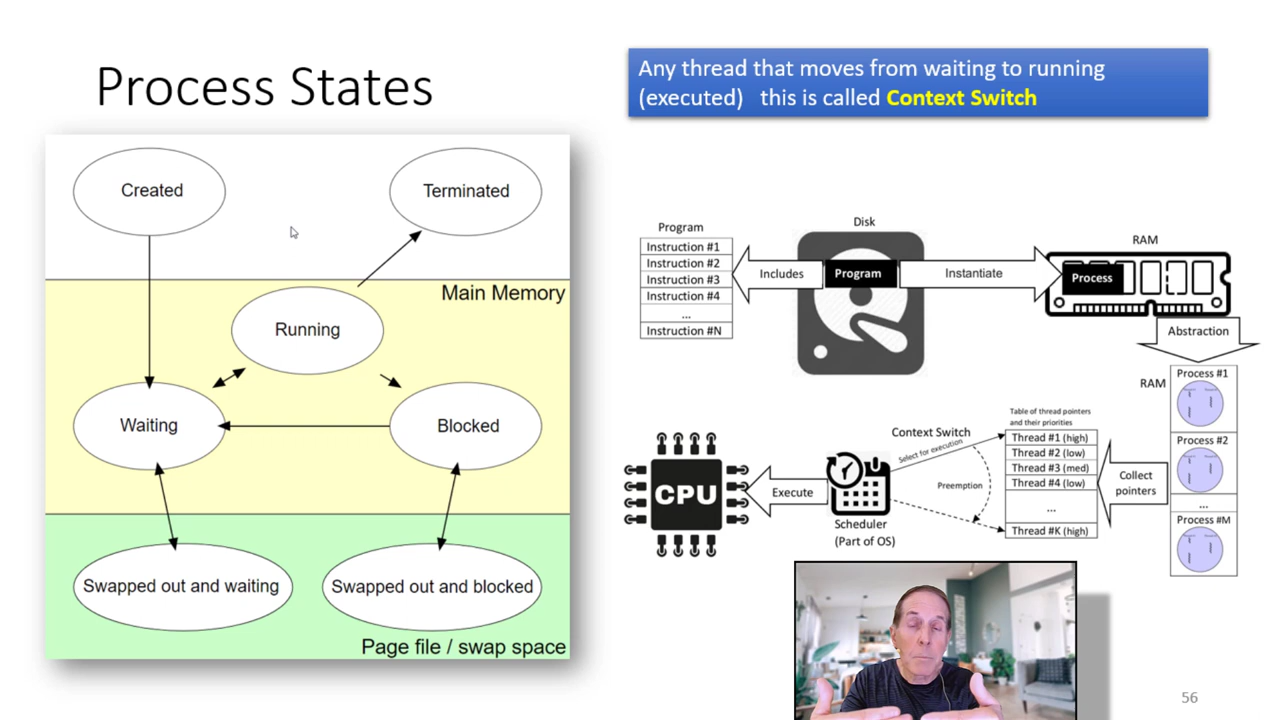 Process States
Any thread that moves from waiting to running
(executed) this is called Context Switch
Created
Terminated
Main Memory
Running
Waiting
Blocked
Swapped out and waiting
Swapped out and blocked
Page file / swap space
Program
Instruction #1
Instruction #2
Instruction #3
Instruction #4
...
Instruction #N
Includes
Disk
Program
Instantiate
RAM
Process
Abstraction
RAM
Process #1
Process #2
...
Process #M
Collect
pointers
Table of thread pointers
and their priorities
Thread #1 (high)
Thread #2 (low)
Thread #3 (med)
Thread #4 (low)
...
Thread #K (high)
Context Switch
Select for execution
Preemption
Scheduler
(Part of OS)
Execute
CPU
56